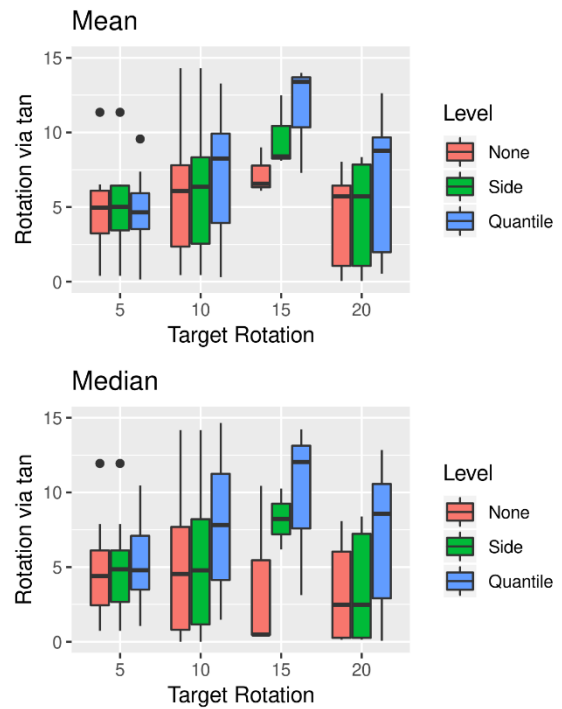 Mean
15
10
5
0
Rotation via tan
5 10 15 20
Target Rotation
Level
None
Side
Quantile
Median
15
10
5
0
Rotation via tan
5 10 15 20
Target Rotation
Level
None
Side
Quantile